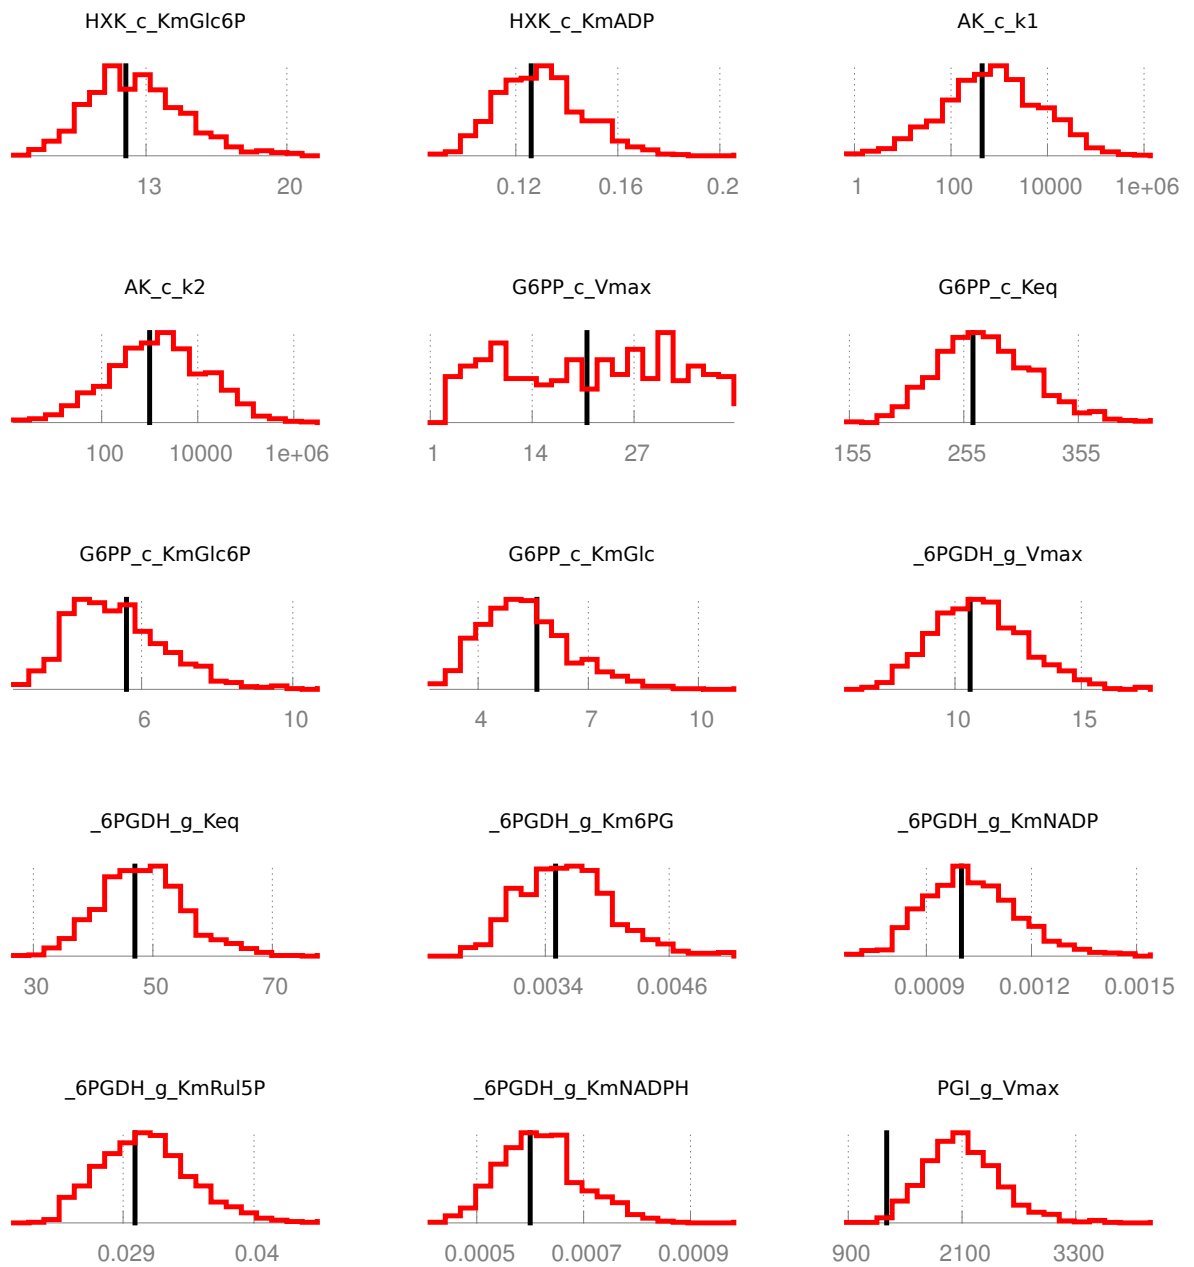 HXK_c_KmGlc6P HXK_c_KmADP AK_c_k1
13 20 0.12 0.16 0.2 1 100 10000 1e+06
AK_c_k2 G6PP_c_Vmax G6PP_c_Keq
100 10000 1e+06 1 14 27 155 255 355
G6PP_c_KmGlc6P G6PP_c_KmGlc _6PGDH_g_Vmax
6 10 4 7 10 10 15
_6PGDH_g_Keq _6PGDH_g_Km6PG _6PGDH_g_KmNADP
30 50 70 0.0034 0.0046 0.0009 0.0012 0.0015
_6PGDH_g_KmRul5P _6PGDH_g_KmNADPH PGI_g_Vmax
0.029 0.04 0.0005 0.0007 0.0009 900 2100 3300